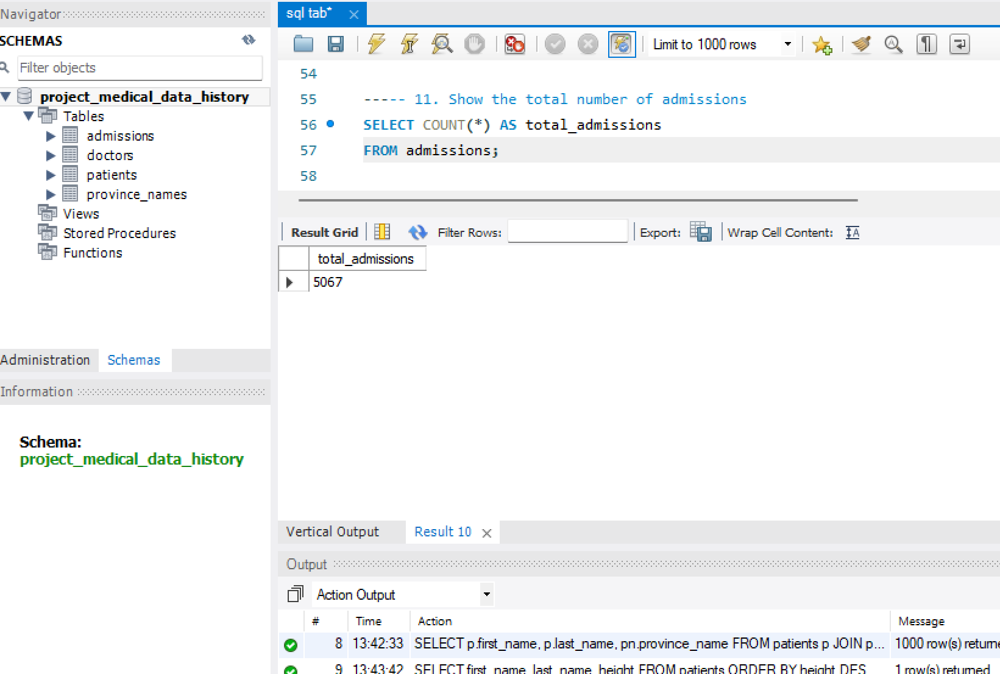 Navigator
SCHEMAS
Filter objects
project_medical_data_history
Tables
admissions
doctors
patients
province_names
Views
Stored Procedures
Functions
Administration Schemas
Information
Schema:
project_medical_data_history
sql tab*
Limit to 1000 rows
54
55 ----- 11. Show the total number of admissions
56 SELECT COUNT(*) AS total_admissions
57 FROM admissions;
58
Result Grid Filter Rows: Export: Wrap Cell Content:
total_admissions
5067
Vertical Output Result 10
Output
Action Output
# Time Action Message
8 13:42:33 SELECT p.first_name, p.last_name, pn.province_name FROM patients p JOIN p... 1000 row(s) returne
9 13:43:42 SELECT first_name, last_name, height FROM patients ORDER BY height DES 1 row(s) returned